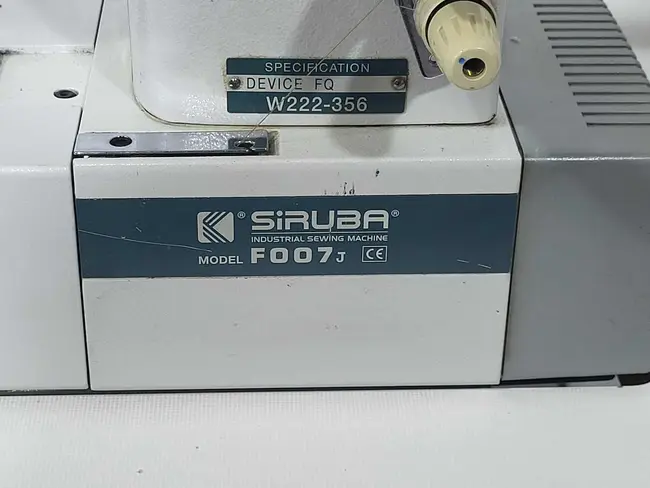 SPECIFICATION
DEVICE FQ
W222-356
® SiRUBA®
INDUSTRIAL SEWING MACHINE
MODEL F007J CE